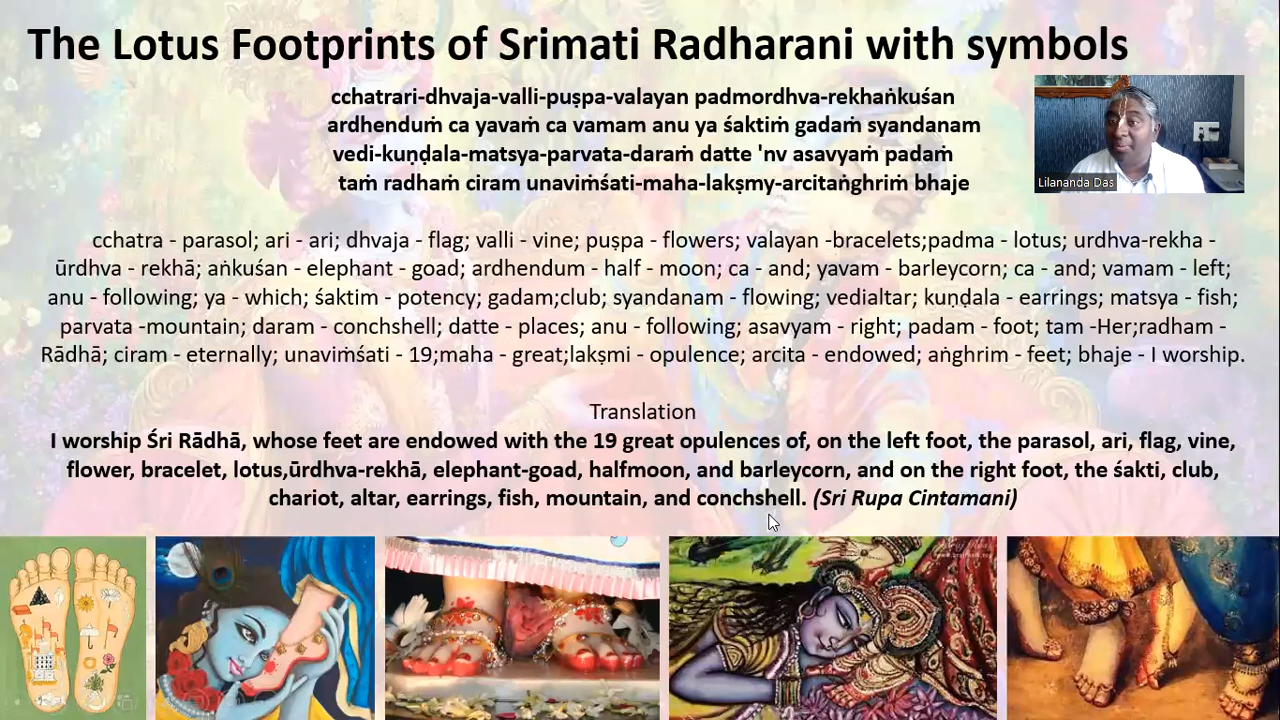 The Lotus Footprints of Srimati Radharani with symbols
cchatrari-dhvaja-valli-puṣpa-valayan padmordhva-rekhaṅkuśan
ardhenduṁ ca yavaṁ ca vamam anu ya śaktiṁ gadaṁ syandanam
vedi-kuṇḍala-matsya-parvata-daraṁ datte 'nv asavyaṁ padaṁ
taṁ radhaṁ ciram unaviṁśati-maha-lakṣmy-arcitaṅghriṁ bhaje
Lilananda Das
cchatra - parasol; ari - ari; dhvaja - flag; valli - vine; puṣpa - flowers; valayan -bracelets;padma - lotus; urdhva-rekha -
ūrdhva - rekhā; aṅkuśan - elephant - goad; ardhendum - half - moon; ca - and; yavam - barleycorn; ca - and; vamam - left;
anu - following; ya - which; śaktim - potency; gadam;club; syandanam - flowing; vedialtar; kuṇḍala - earrings; matsya - fish;
parvata -mountain; daram - conchshell; datte - places; anu - following; asavyam - right; padam - foot; tam -Her;radham -
Rādhā; ciram - eternally; unaviṁśati - 19;maha - great;lakṣmi - opulence; arcita - endowed; aṅghrim - feet; bhaje - I worship.
Translation
I worship Śri Rādhā, whose feet are endowed with the 19 great opulences of, on the left foot, the parasol, ari, flag, vine,
flower, bracelet, lotus,ūrdhva-rekhā, elephant-goad, halfmoon, and barleycorn, and on the right foot, the śakti, club,
chariot, altar, earrings, fish, mountain, and conchshell. (Sri Rupa Cintamani)